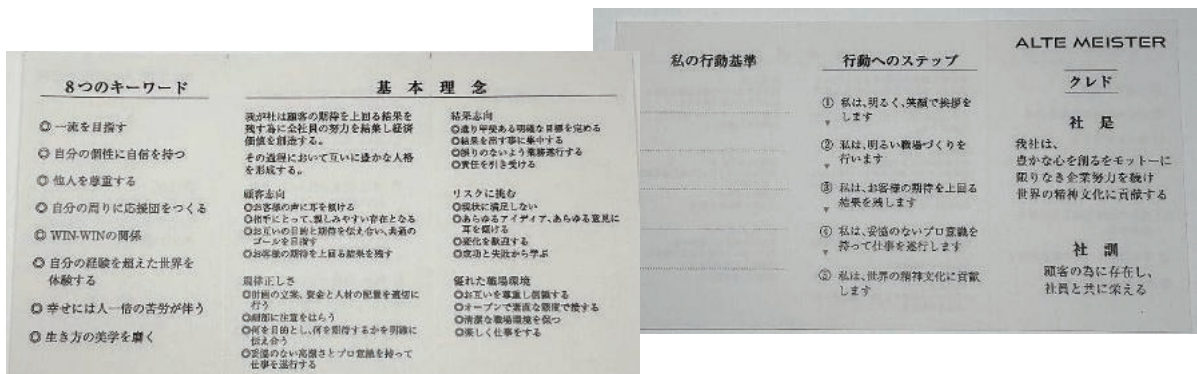 8つのキーワード
◎ 一流を目指す
◎ 自分の個性に自信を持つ
◎ 他人を尊重する
◎ 自分の周りに応援団をつくる
◎ WIN-WINの関係
◎ 自分の経験を超えた世界を
体験する
◎ 幸せには人一倍の苦労が伴う
◎ 生き方の美学を磨く
基本理念
我が社は顧客の期待を上回る結果を
残す為に全社員の努力を結集し経済
価値を創造する。
その過程において互いに豊かな人格
を形成する。
顧客志向
◎お客様の声に耳を傾ける
◎相手にとって、親しみやすい存在となる
◎お互いの目的と期待を伝え合い、共通の
ゴールを目指す
◎お客様の期待を上回る結果を残す
規律正しさ
◎計画の立案、資金と人材の配置を適切に
行う
◎細部に注意をはらう
◎何を目的とし、何を期待するかを明確に
伝え合う
◎妥協のない高潔さとプロ意識を持って
仕事を遂行する
結果志向
◎遣り甲斐ある明確な目標を定める
◎結果を出す事に集中する
◎誤りのないよう業務遂行する
◎責任を引き受ける
リスクに挑む
◎現状に満足しない
◎あらゆるアイディア、あらゆる意見に
耳を傾ける
◎変化を歓迎する
◎成功と失敗から学ぶ
優れた職場環境
◎お互いを尊重し信頼する
◎オープンで素直な態度で接する
◎清潔な職場環境を保つ
◎楽しく仕事をする
私の行動基準
行動へのステップ
① 私は、明るく、笑顔で挨拶を
します
② 私は、明るい職場づくりを
行います
③ 私は、お客様の期待を上回る
結果を残します
④ 私は、妥協のないプロ意識を
持って仕事を遂行します
⑤ 私は、世界の精神文化に貢献
します
ALTE MEISTER
クレド
社是
我社は、
豊かな心を創るをモットーに
限りなき企業努力を続け
世界の精神文化に貢献する
社訓
顧客の為に存在し、
社員と共に栄える